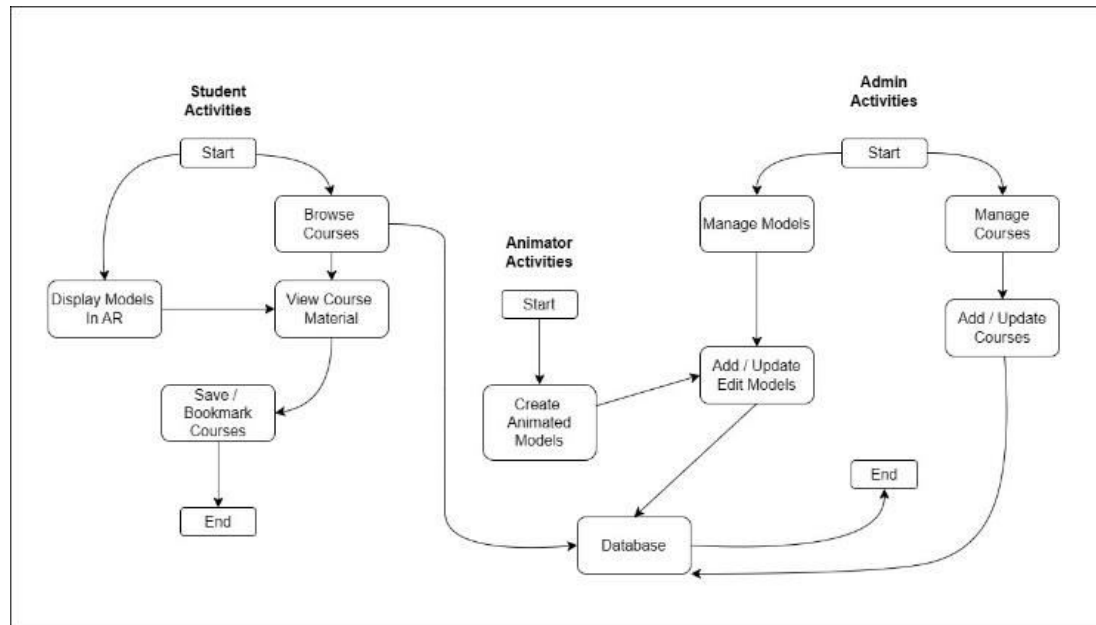 Student
Activities
Start
Browse
Courses
Display Models
In AR
View Course
Material
Save /
Bookmark
Courses
End
Animator
Activities
Start
Create
Animated
Models
Admin
Activities
Start
Manage Models
Manage
Courses
Add / Update
Edit Models
Add / Update
Courses
Database
End